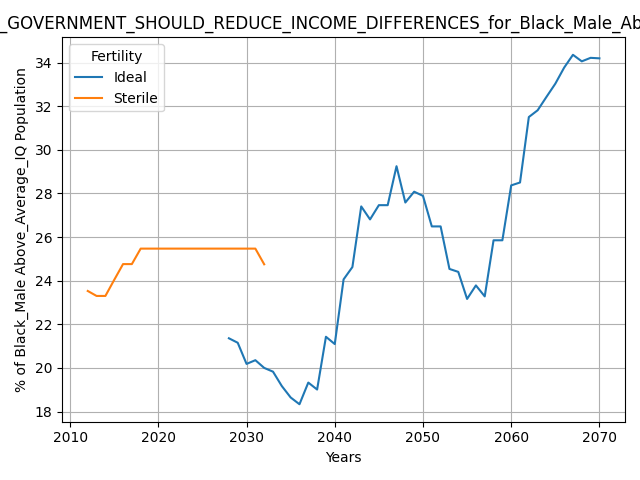 _GOVERNMENT_SHOULD_REDUCE_INCOME_DIFFERENCES_for_Black_Male_Ab
Fertility
Ideal
Sterile
% of Black_Male Above_Average_IQ Population
34
32
30
28
26
24
22
20
18
2010 2020 2030 2040 2050 2060 2070
Years